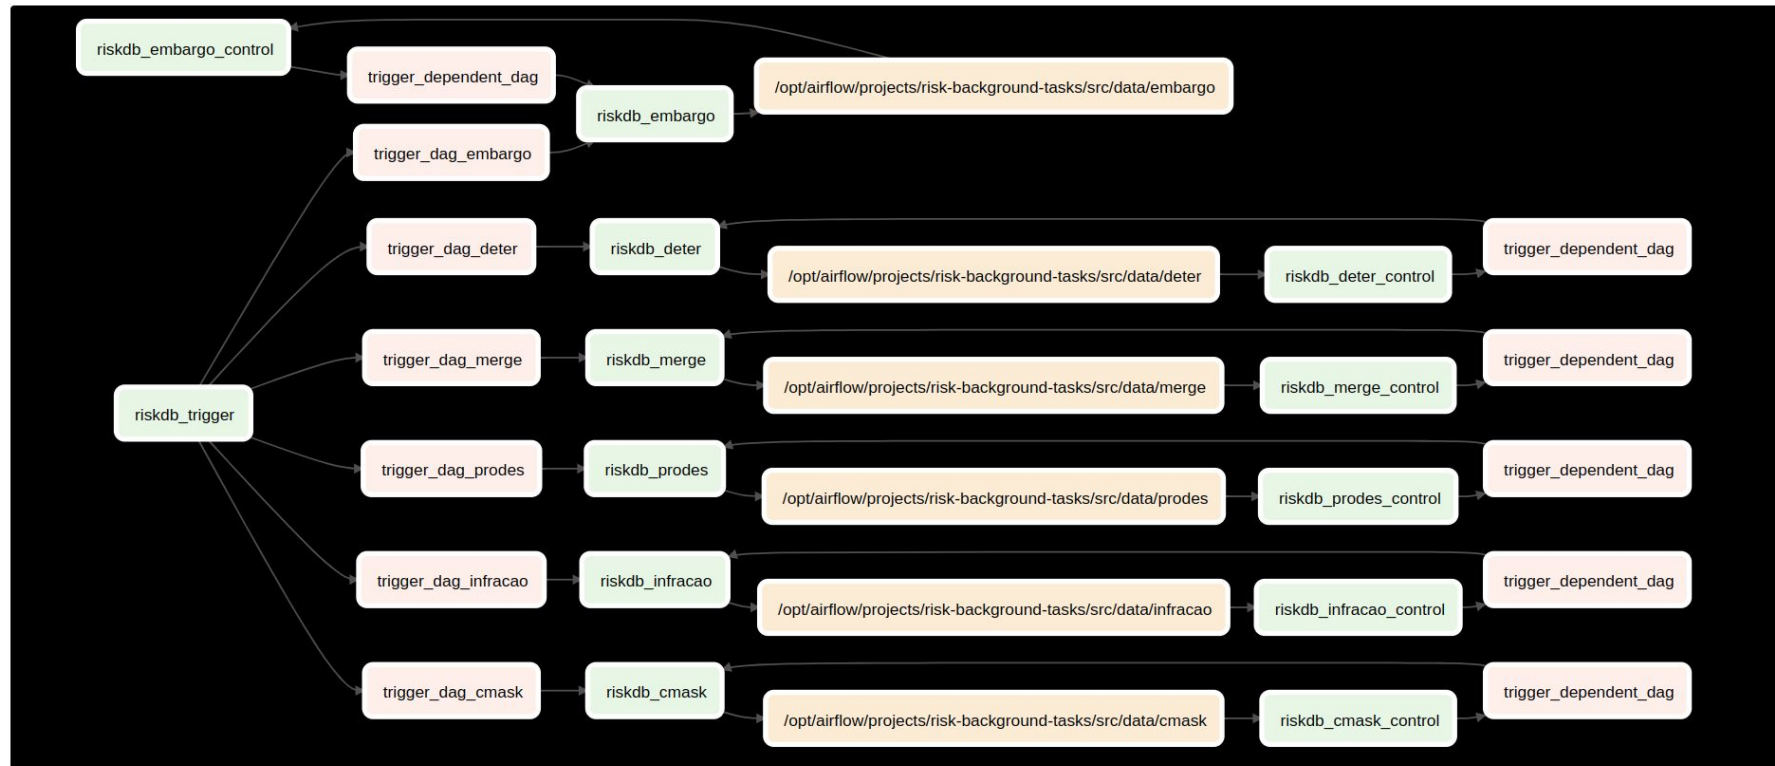 riskdb_embargo_control
trigger_dependent_dag
/opt/airflow/projects/risk-background-tasks/src/data/embargo
riskdb_embargo
trigger_dag_embargo
trigger_dag_deter
riskdb_deter
/opt/airflow/projects/risk-background-tasks/src/data/deter
riskdb_deter_control
trigger_dependent_dag
trigger_dag_merge
riskdb_merge
/opt/airflow/projects/risk-background-tasks/src/data/merge
riskdb_merge_control
trigger_dependent_dag
riskdb_trigger
trigger_dag_prodes
riskdb_prodes
/opt/airflow/projects/risk-background-tasks/src/data/prodes
riskdb_prodes_control
trigger_dependent_dag
trigger_dag_infracao
riskdb_infracao
/opt/airflow/projects/risk-background-tasks/src/data/infracao
riskdb_infracao_control
trigger_dependent_dag
trigger_dag_cmask
riskdb_cmask
/opt/airflow/projects/risk-background-tasks/src/data/cmask
riskdb_cmask_control
trigger_dependent_dag